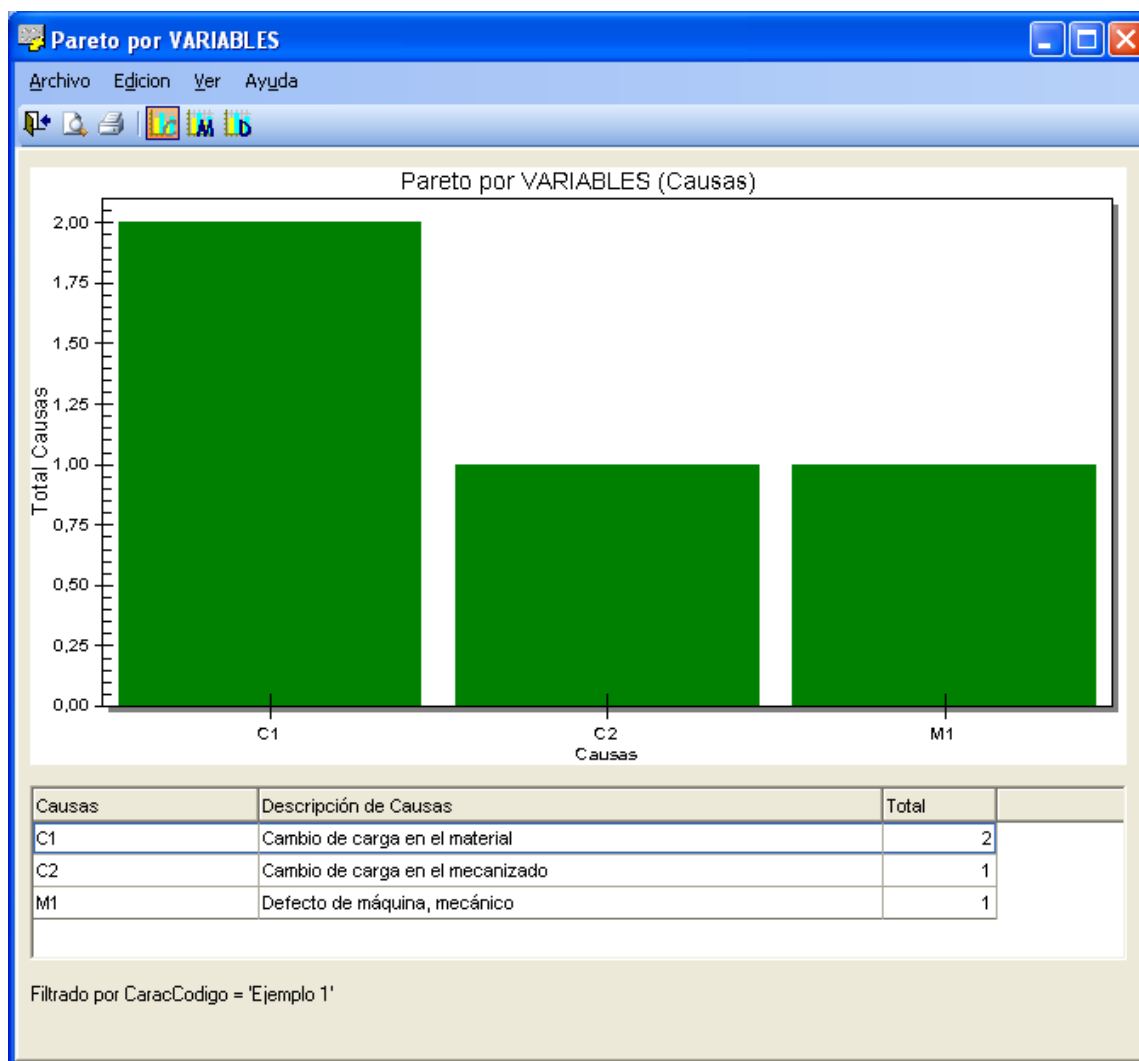 Pareto por VARIABLES
Archivo Edicion Ver Ayuda
C M D
Pareto por VARIABLES (Causas)
Total Causas
2,00
1,75
1,50
1,25
1,00
0,75
0,50
0,25
0,00
C1 C2 M1
Causas
Causas Descripción de Causas Total
C1 Cambio de carga en el material 2
C2 Cambio de carga en el mecanizado 1
M1 Defecto de máquina, mecánico 1
Filtrado por CaracCodigo = 'Ejemplo 1'